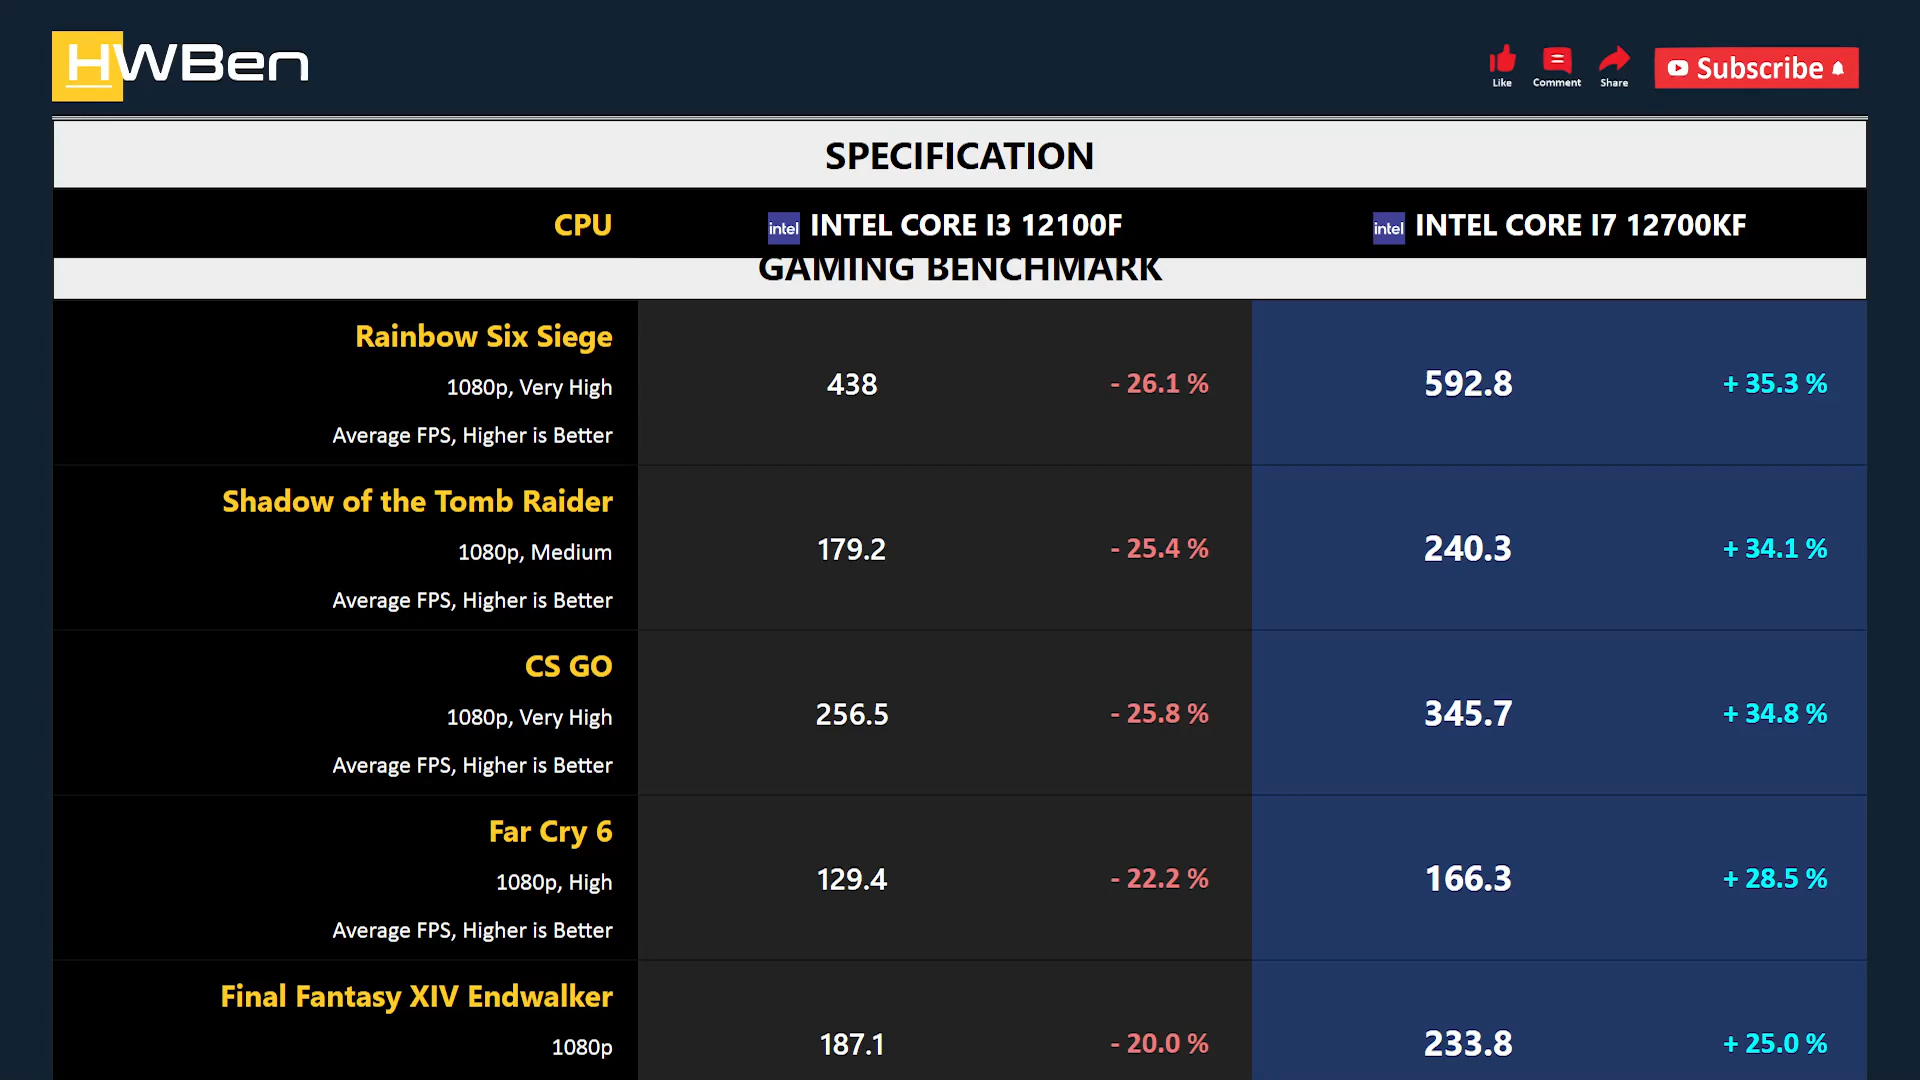 HWBen
Like Comment Share Subscribe
SPECIFICATION
CPU intel INTEL CORE I3 12100F intel INTEL CORE I7 12700KF
GAMING BENCHMARK
Rainbow Six Siege
1080p, Very High 438 - 26.1 % 592.8 + 35.3 %
Average FPS, Higher is Better
Shadow of the Tomb Raider
1080p, Medium 179.2 - 25.4 % 240.3 + 34.1 %
Average FPS, Higher is Better
CS GO
1080p, Very High 256.5 - 25.8 % 345.7 + 34.8 %
Average FPS, Higher is Better
Far Cry 6
1080p, High 129.4 - 22.2 % 166.3 + 28.5 %
Average FPS, Higher is Better
Final Fantasy XIV Endwalker
1080p 187.1 - 20.0 % 233.8 + 25.0 %